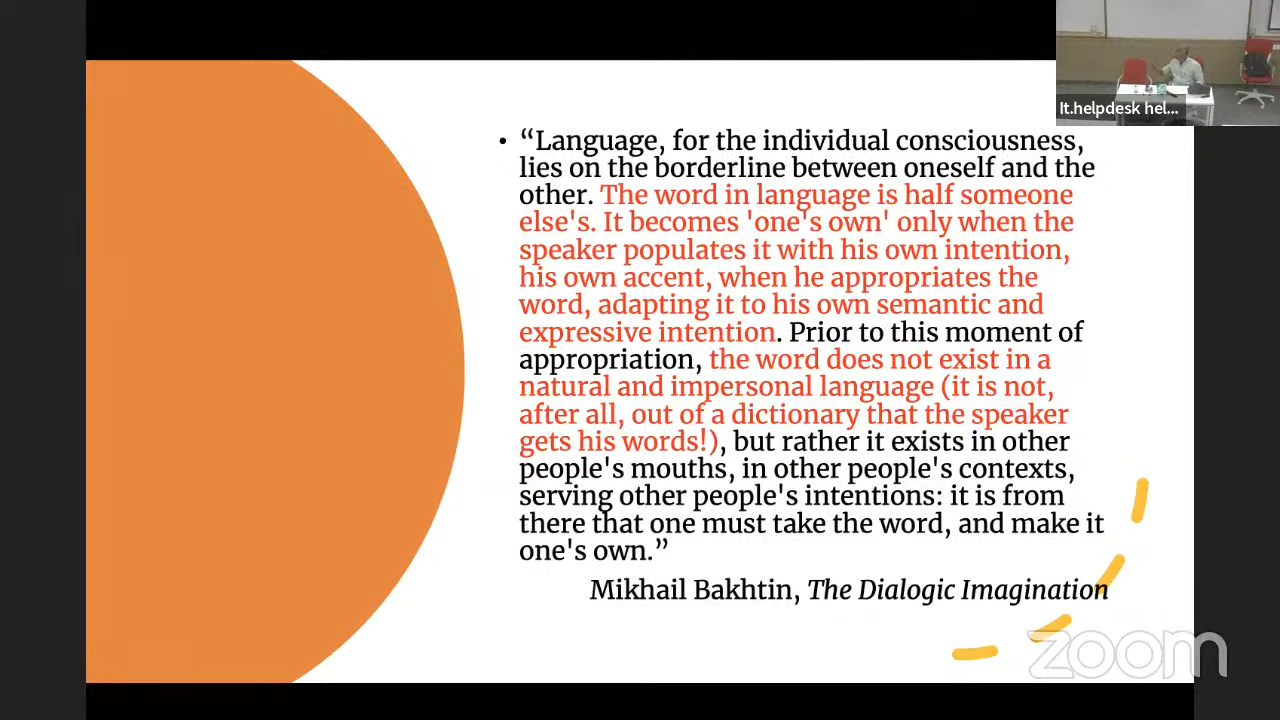 It.helpdesk hel...
• “Language, for the individual consciousness,
lies on the borderline between oneself and the
other. The word in language is half someone
else's. It becomes 'one's own' only when the
speaker populates it with his own intention,
his own accent, when he appropriates the
word, adapting it to his own semantic and
expressive intention. Prior to this moment of
appropriation, the word does not exist in a
natural and impersonal language (it is not,
after all, out of a dictionary that the speaker
gets his words!), but rather it exists in other
people's mouths, in other people's contexts,
serving other people's intentions: it is from
there that one must take the word, and make it
one's own.”
Mikhail Bakhtin, The Dialogic Imagination
zoom